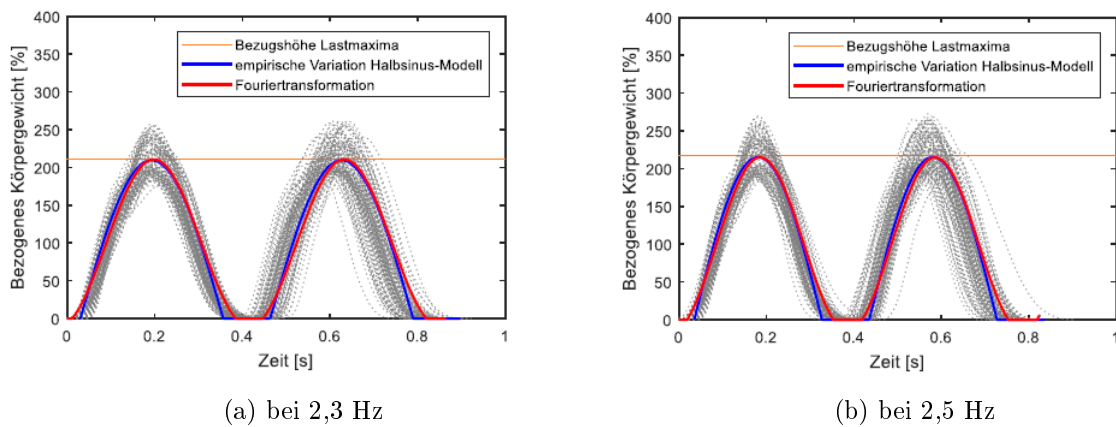 400
350
300
250
200
150
100
50
0
Bezogenes Körpergewicht [%]
Bezugshöhe Lastmaxima
empirische Variation Halbsinus-Modell
Fouriertransformation
0 0.2 0.4 0.6 0.8 1
Zeit [s]
(a) bei 2,3 Hz
400
350
300
250
200
150
100
50
0
Bezogenes Körpergewicht [%]
Bezugshöhe Lastmaxima
empirische Variation Halbsinus-Modell
Fouriertransformation
0 0.2 0.4 0.6 0.8 1
Zeit [s]
(b) bei 2,5 Hz